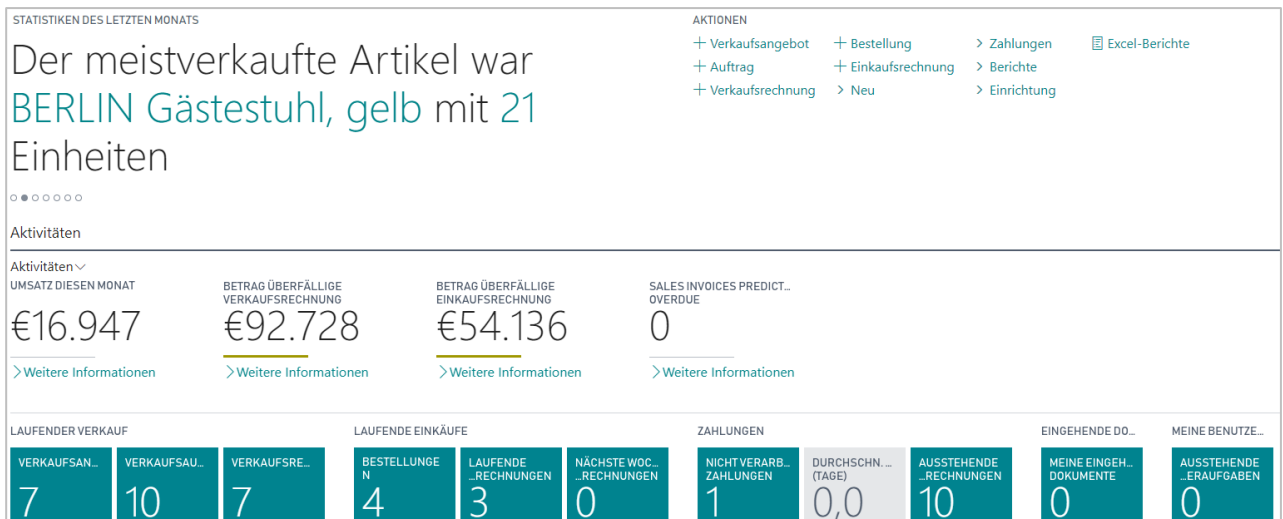 STATISTIKEN DES LETZTEN MONATS
Der meistverkaufte Artikel war
BERLIN Gästestuhl, gelb mit 21
Einheiten
AKTIONEN
+ Verkaufsangebot + Bestellung > Zahlungen Excel-Berichte
+ Auftrag + Einkaufsrechnung > Berichte
+ Verkaufsrechnung > Neu > Einrichtung
Aktivitäten
Aktivitäten
UMSATZ DIESEN MONAT
€16.947
>Weitere Informationen
BETRAG ÜBERFÄLLIGE
VERKAUFSRECHNUNG
€92.728
>Weitere Informationen
BETRAG ÜBERFÄLLIGE
EINKAUFSRECHNUNG
€54.136
>Weitere Informationen
SALES INVOICES PREDICT...
OVERDUE
0
>Weitere Informationen
LAUFENDER VERKAUF
VERKAUFSAN...
7
VERKAUFSAU...
10
VERKAUFSRE...
7
LAUFENDE EINKÄUFE
BESTELLUNGE
N
4
LAUFENDE
...RECHNUNGEN
3
NÄCHSTE WOC...
...RECHNUNGEN
0
ZAHLUNGEN
NICHT VERARB...
ZAHLUNGEN
1
DURCHSCHN. ...
(TAGE)
0,0
AUSSTEHENDE
...RECHNUNGEN
10
EINGEHENDE DO...
MEINE EINGEH...
DOKUMENTE
0
MEINE BENUTZE...
AUSSTEHENDE
...ERAUFGABEN
0